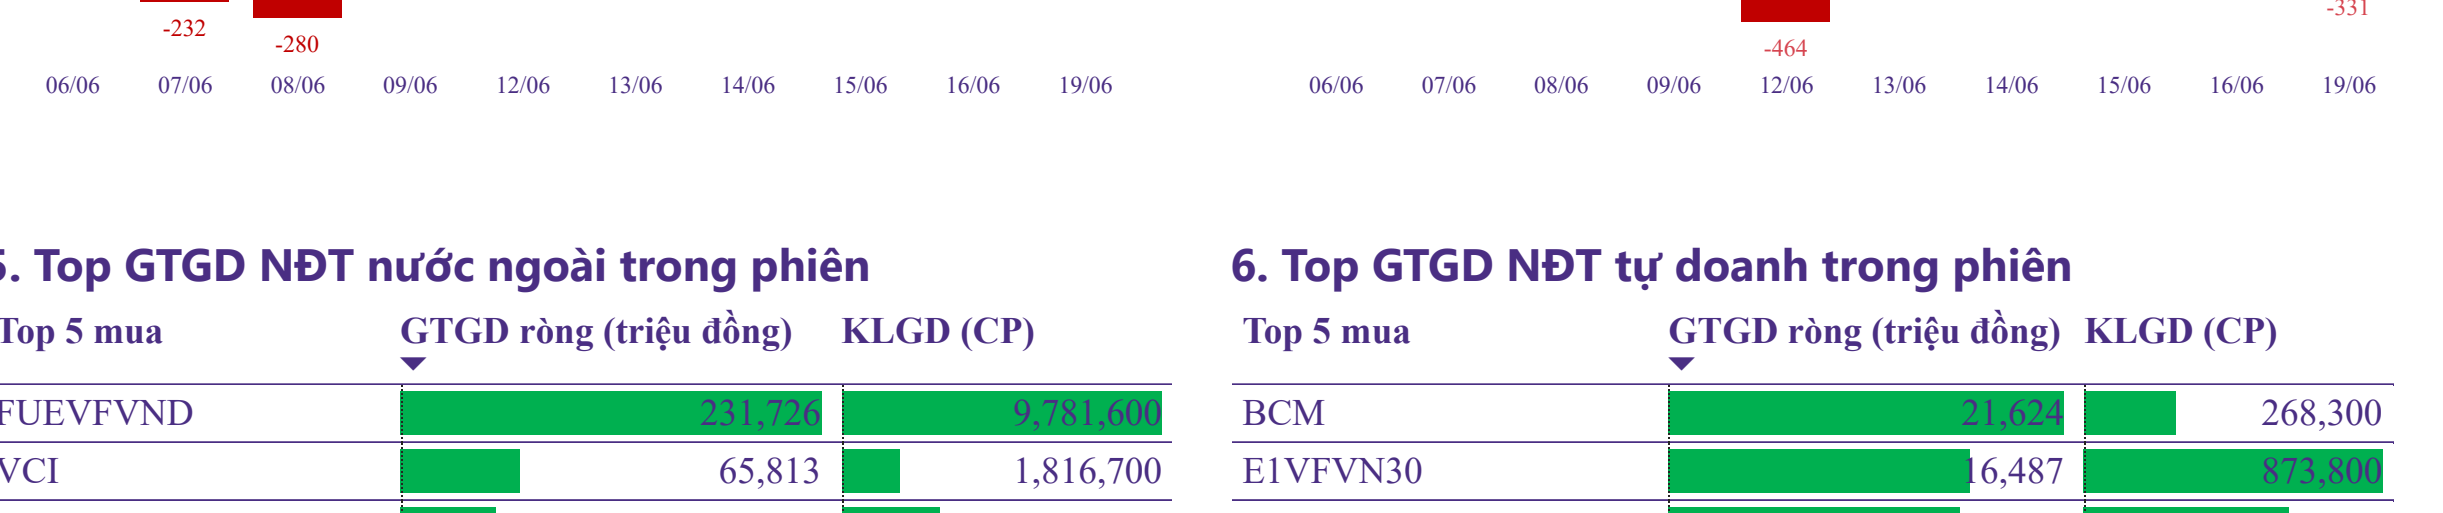 -232
-280
06/06 07/06 08/06 09/06 12/06 13/06 14/06 15/06 16/06 19/06
-331
-464
06/06 07/06 08/06 09/06 12/06 13/06 14/06 15/06 16/06 19/06
5. Top GTGD NĐT nước ngoài trong phiên
Top 5 mua GTGD ròng (triệu đồng) KLGD (CP)
FUEVFVND 231,726 9,781,600
VCI 65,813 1,816,700
6. Top GTGD NĐT tự doanh trong phiên
Top 5 mua GTGD ròng (triệu đồng) KLGD (CP)
BCM 21,624 268,300
E1VFVN30 16,487 873,800